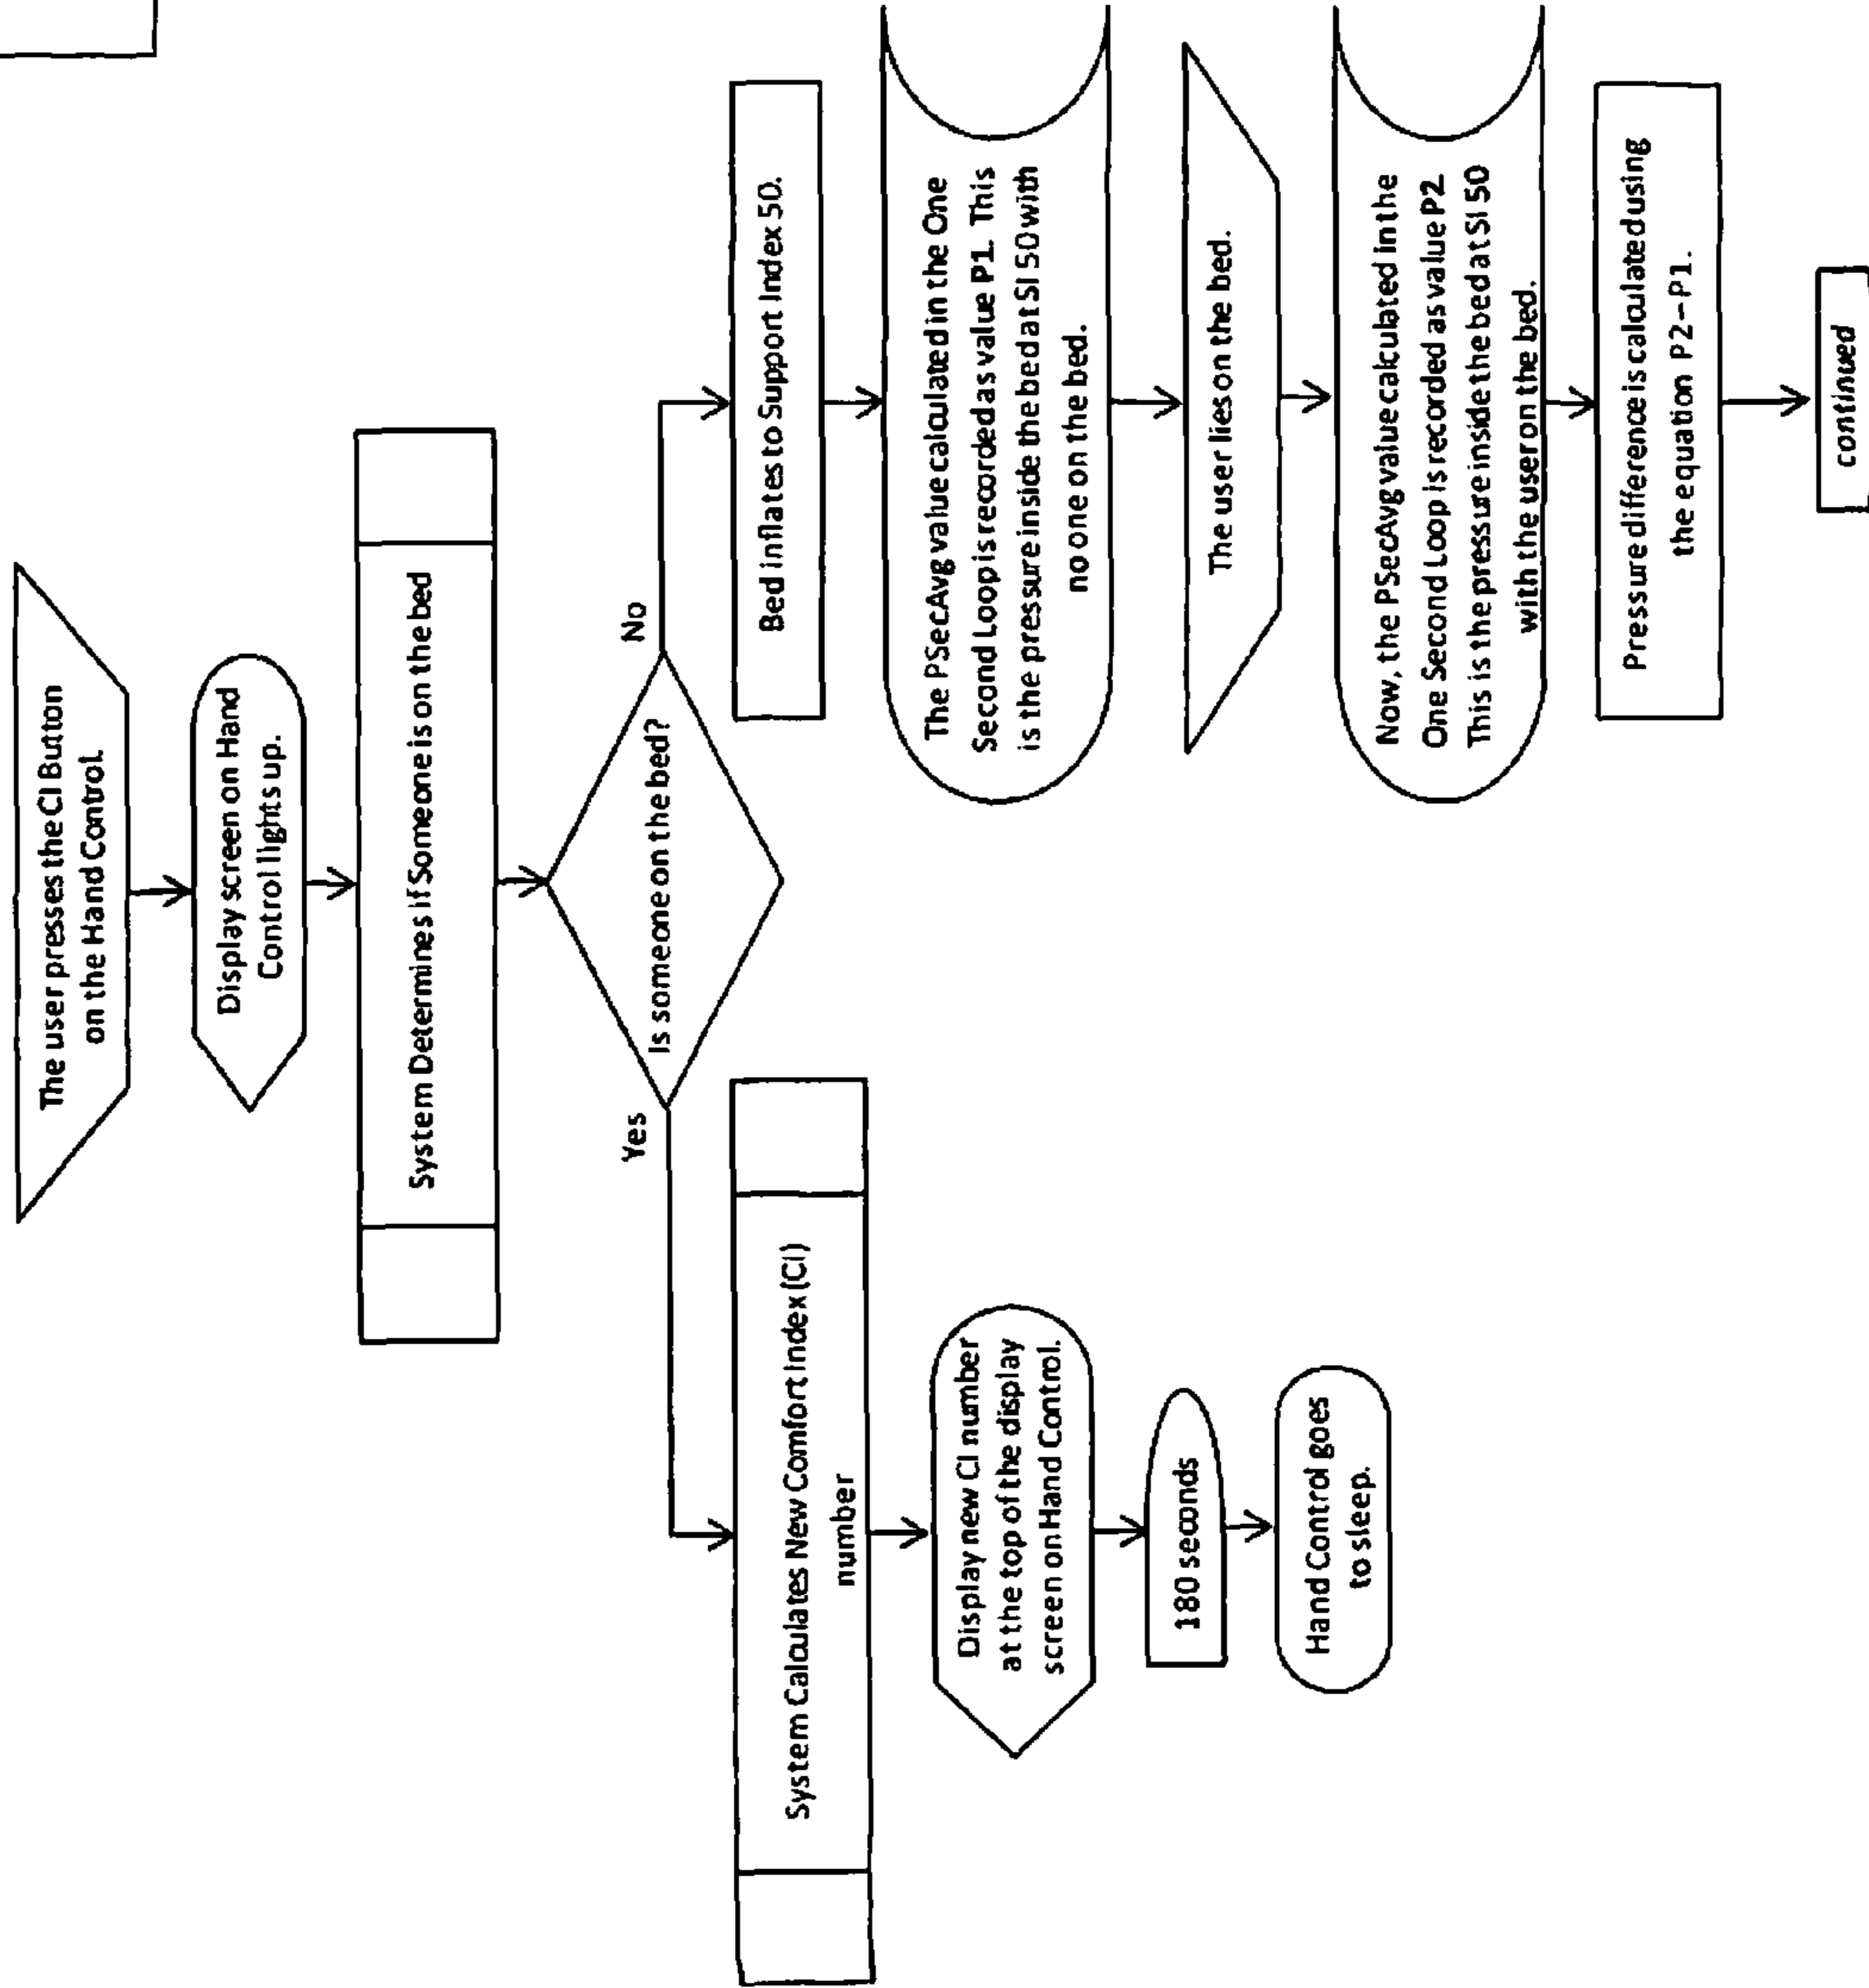 The user presses the CI Button
on the Hand Control.
Display screen on Hand
Control lights up.
System Determines if Someone is on the bed
Is someone on the bed?
Yes
No
System Calculates New Comfort Index (CI)
number
Display new CI number
at the top of the display
screen on Hand Control.
180 seconds
Hand Control goes
to sleep.
Bed inflates to Support Index 50.
The PSecAvg value calculated in the One
Second Loop is recorded as value P1. This
is the pressure inside the bed at SI 50 with
no one on the bed.
The user lies on the bed.
Now, the PSecAvg value calculated in the
One Second Loop is recorded as value P2.
This is the pressure inside the bed at SI 50
with the user on the bed.
Pressure difference is calculated using
the equation P2-P1.
continued